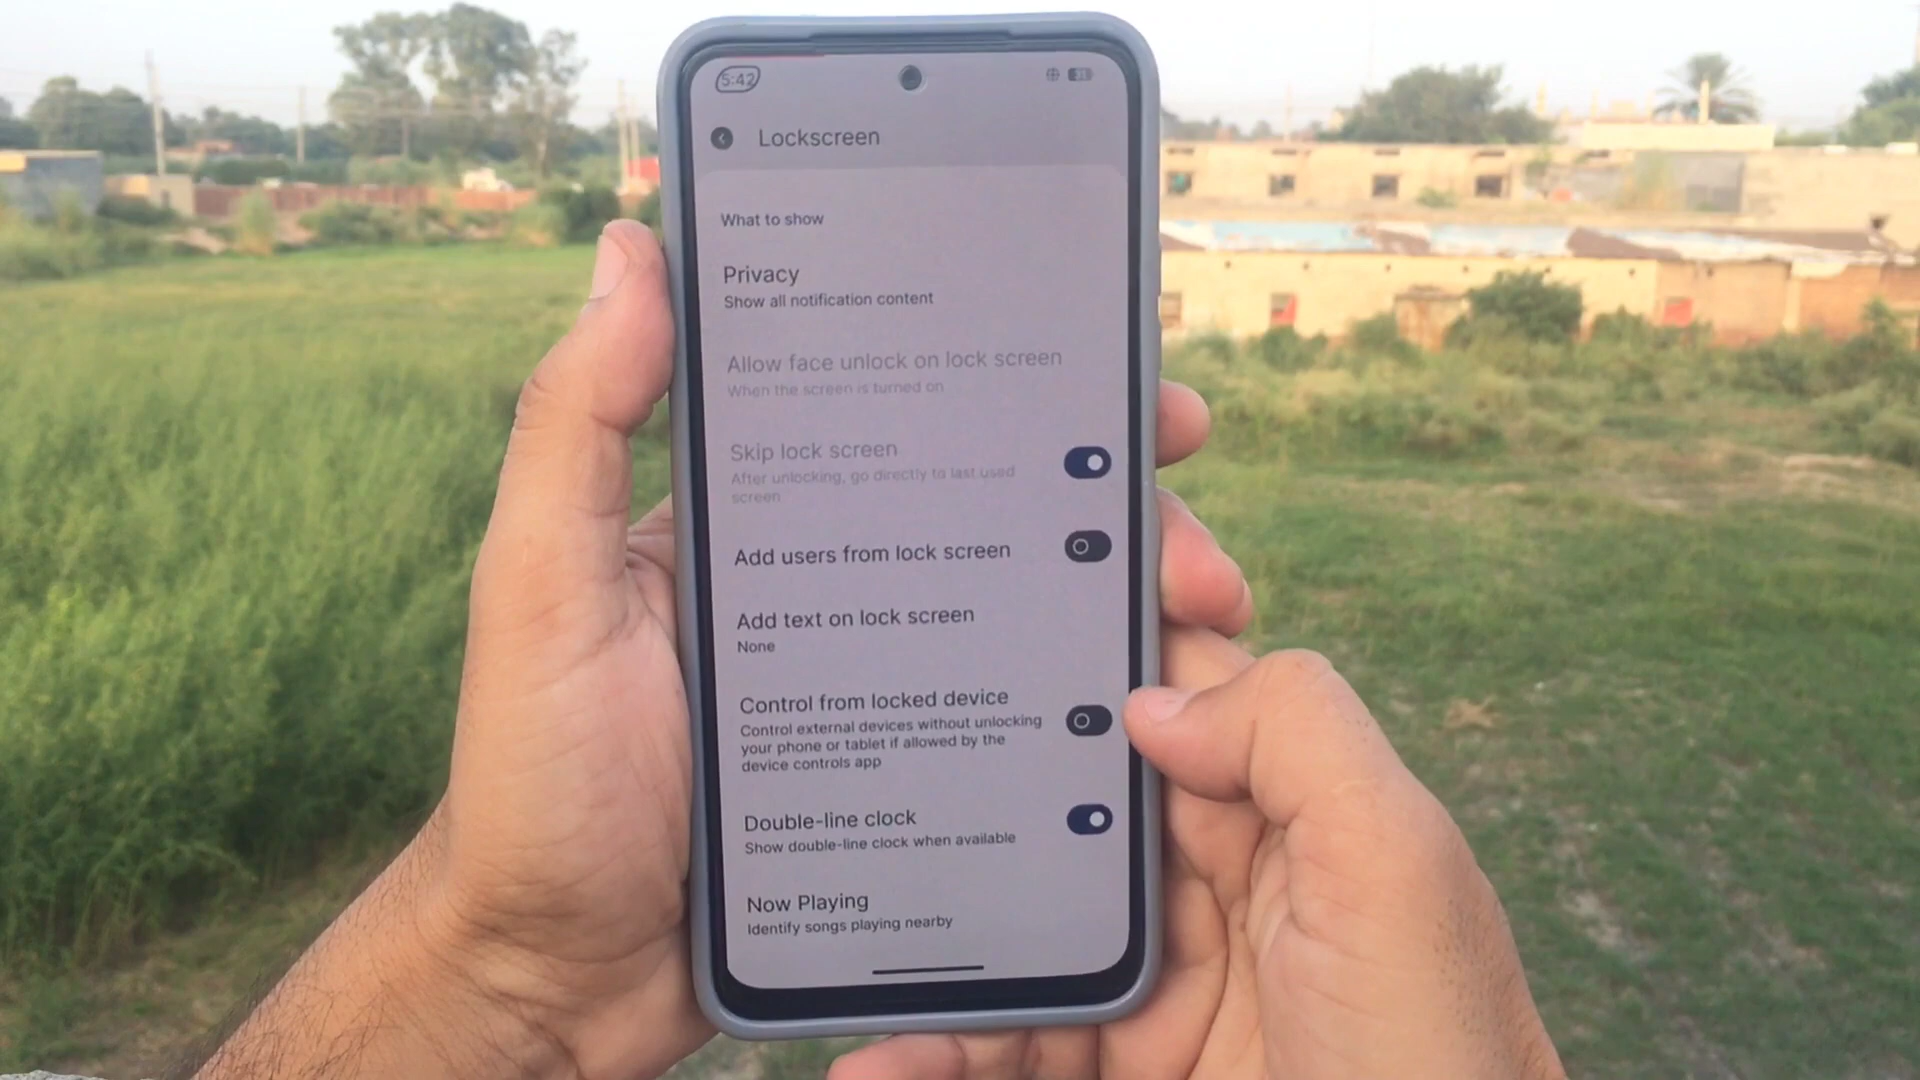 5:42
Lockscreen
What to show
Privacy
Show all notification content
Allow face unlock on lock screen
When the screen is turned on
Skip lock screen
After unlocking, go directly to last used
screen
Add users from lock screen
Add text on lock screen
None
Control from locked device
Control external devices without unlocking
your phone or tablet if allowed by the
device controls app
Double-line clock
Show double-line clock when available
Now Playing
Identify songs playing nearby